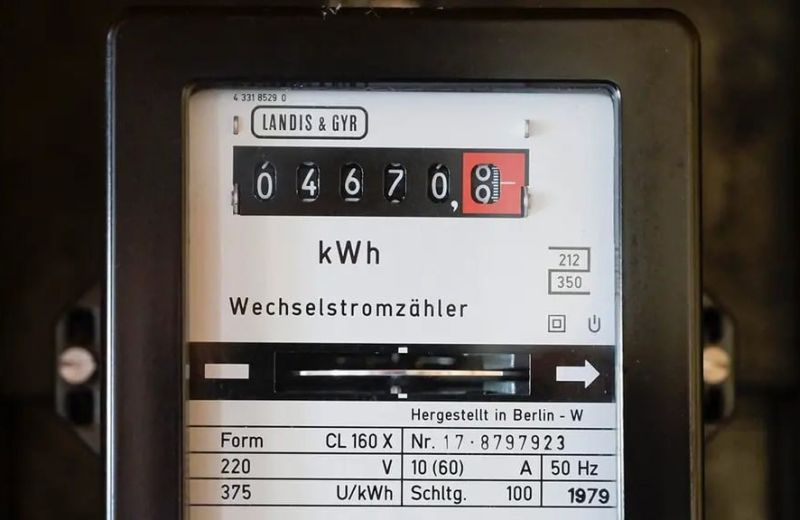 4 331 8529 0
LANDIS & GYR
0 4 6 7 0, 8
kWh
212
350
Wechselstromzähler
Hergestellt in Berlin - W
Form CL 160 X Nr. 17·8797923
220 V 10 (60) A 50 Hz
375 U/kWh Schltg. 100 1979